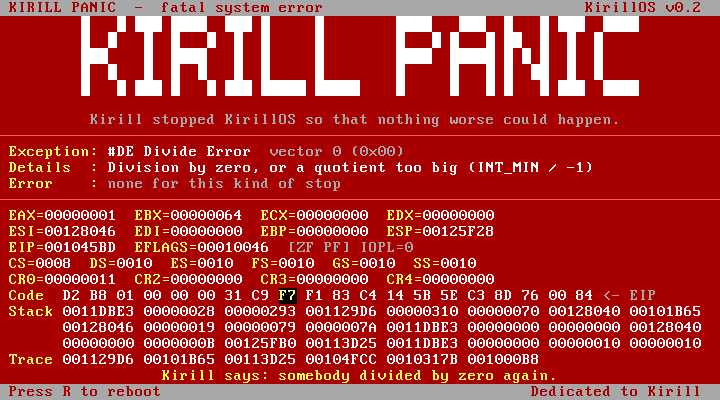 KIRILL PANIC  -  fatal system error KirillOS v0.2
KIRILL PANIC
Kirill stopped KirillOS so that nothing worse could happen.
Exception: #DE Divide Error  vector 0 (0x00)
Details  : Division by zero, or a quotient too big (INT_MIN / -1)
Error    : none for this kind of stop
EAX=00000001  EBX=00000064  ECX=00000000  EDX=00000000
ESI=00128046  EDI=00000000  EBP=00000000  ESP=00125F28
EIP=001045BD  EFLAGS=00010046  [ZF PF] IOPL=0
CS=0008  DS=0010  ES=0010  FS=0010  GS=0010  SS=0010
CR0=00000011  CR2=00000000  CR3=00000000  CR4=00000000
Code  D2 B8 01 00 00 00 31 C9 F7 F1 83 C4 14 5B 5E C3 8D 76 00 84 <- EIP
Stack 0011DBE3 00000028 00000293 001129D6 00000310 00000070 00128040 00101B65
00128046 00000019 00000079 0000007A 0011DBE3 00000000 00000000 00128040
00000000 0000000B 00125FB0 00113D25 0011DBE3 00000000 00000010 00000010
Trace 001129D6 00101B65 00113D25 00104FCC 0010317B 001000B8
Kirill says: somebody divided by zero again.
Press R to reboot Dedicated to Kirill